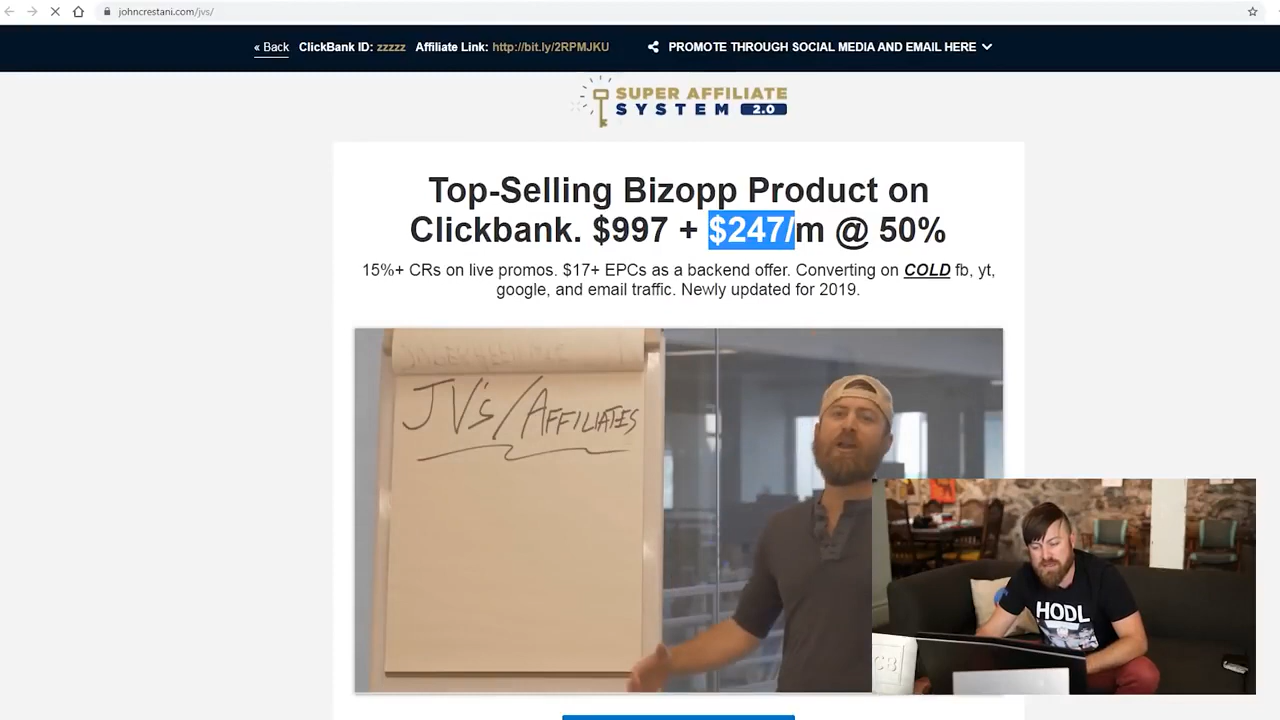 johncrestani.com/jvs/
« Back ClickBank ID: zzzzz Affiliate Link: http://bit.ly/2RPMJKU PROMOTE THROUGH SOCIAL MEDIA AND EMAIL HERE
SUPER AFFILIATE
SYSTEM 2.0
Top-Selling Bizopp Product on
Clickbank. $997 + $247/m @ 50%
15%+ CRs on live promos. $17+ EPCs as a backend offer. Converting on COLD fb, yt,
google, and email traffic. Newly updated for 2019.
JV's/AFFILIATES
HODL